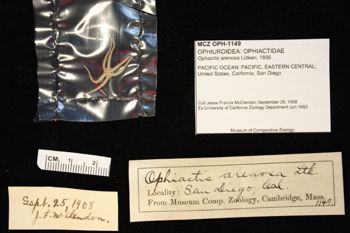 MCZ OPH-1149
OPHIUROIDEA: OPHIACTIDAE
Ophiactis arenosa Lütken, 1856
PACIFIC OCEAN: PACIFIC, EASTERN CENTRAL;
United States, California, San Diego
Coll Jesse Francis McClendon September 25, 1908
Ex University of California Zoology Department Jun 1952
Museum of Comparative Zoology
CM 1 2
Sept. 25, 1908
J. F. McClendon.
Ophiactis arenosa Ltk.
Locality: San Diego, Cal.
From Museum Comp. Zoology, Cambridge, Mass.
1149.